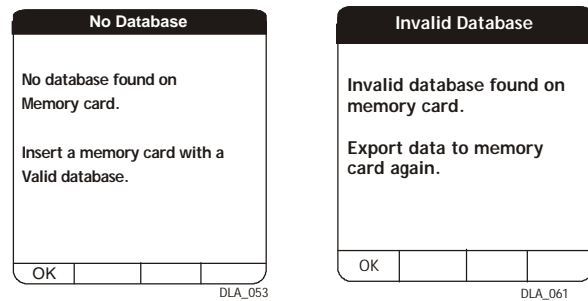 No Database
No database found on
Memory card.
Insert a memory card with a
Valid database.
OK
DLA_053
Invalid Database
Invalid database found on
memory card.
Export data to memory
card again.
OK
DLA_061